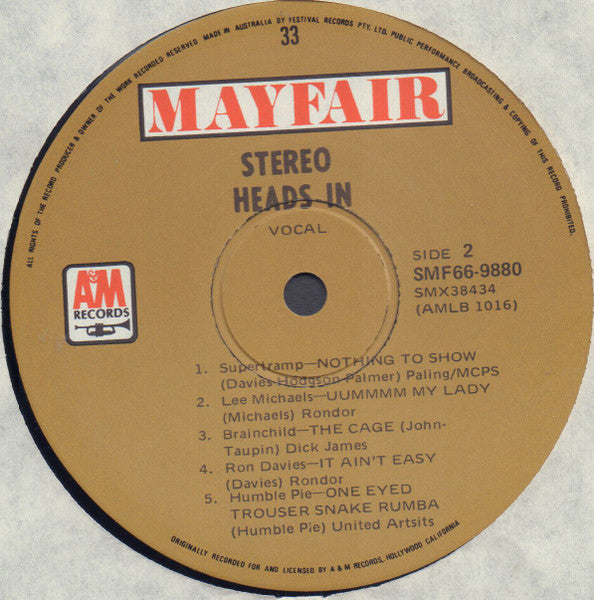 ALL RIGHTS OF THE RECORD PRODUCER & OWNER OF THE WORK RECORDED RESERVED MADE IN AUSTRALIA BY FESTIVAL RECORDS PTY. LTD. PUBLIC PERFORMANCE BROADCASTING & COPYING OF THIS RECORD PROHIBITED.
33
MAYFAIR
STEREO
HEADS IN
VOCAL
SIDE 2
SMF66-9880
SMX38434
(AMLB 1016)
A&M
RECORDS
1. Supertramp—NOTHING TO SHOW
(Davies-Hodgson-Palmer) Paling/MCPS
2. Lee Michaels—UUMMMM MY LADY
(Michaels) Rondor
3. Brainchild—THE CAGE (John-
Taupin) Dick James
4. Ron Davies—IT AIN'T EASY
(Davies) Rondor
5. Humble Pie—ONE EYED
TROUSER SNAKE RUMBA
(Humble Pie) United Artsits
ORIGINALLY RECORDED FOR AND LICENSED BY A & M RECORDS, HOLLYWOOD CALIFORNIA